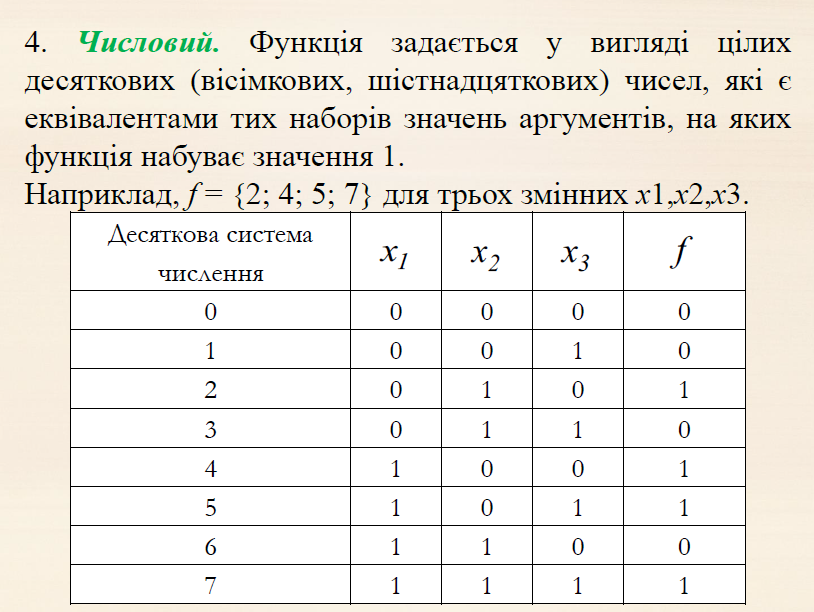 4. Числовий. Функція задається у вигляді цілих
десяткових (вісімкових, шістнадцяткових) чисел, які є
еквівалентами тих наборів значень аргументів, на яких
функція набуває значення 1.
Наприклад, f = {2; 4; 5; 7} для трьох змінних x1,x2,x3.
Десяткова система числення x₁ x₂ x₃ f
0 0 0 0 0
1 0 0 1 0
2 0 1 0 1
3 0 1 1 0
4 1 0 0 1
5 1 0 1 1
6 1 1 0 0
7 1 1 1 1